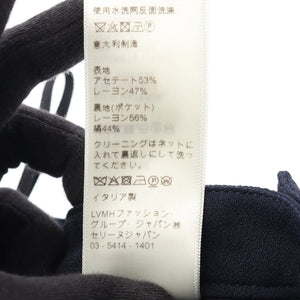 使用水洗网反面洗涤
意大利制造
表地
アセテート53%
レーヨン47%
裏地(ポケット)
レーヨン56%
綿44%
クリーニングはネットに
入れて裏返しにして洗っ
てください。
イタリア製
LVMHファッション・
グループ・ジャパン㈱
セリーヌジャパン
03-5414-1401